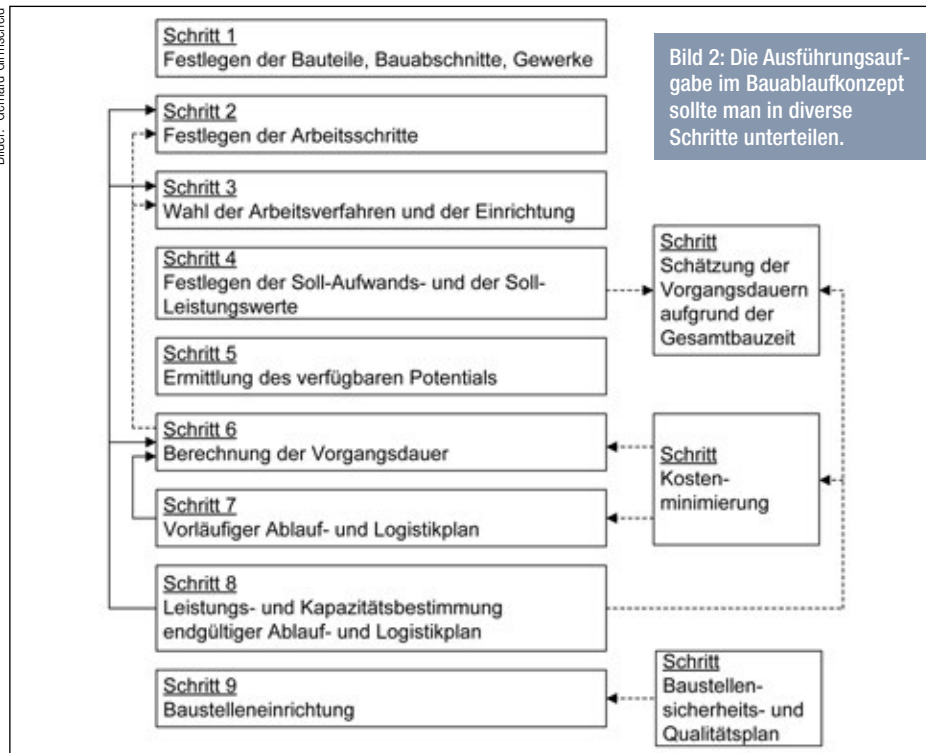 Bilder: Gerhard Girmscheid
Schritt 1
Festlegen der Bauteile, Bauabschnitte, Gewerke
Bild 2: Die Ausführungsauf-
gabe im Bauablaufkonzept
sollte man in diverse
Schritte unterteilen.
Schritt 2
Festlegen der Arbeitsschritte
Schritt 3
Wahl der Arbeitsverfahren und der Einrichtung
Schritt 4
Festlegen der Soll-Aufwands- und der Soll-
Leistungswerte
Schritt
Schätzung der
Vorgangsdauern
aufgrund der
Gesamtbauzeit
Schritt 5
Ermittlung des verfügbaren Potentials
Schritt 6
Berechnung der Vorgangsdauer
Schritt
Kosten-
minimierung
Schritt 7
Vorläufiger Ablauf- und Logistikplan
Schritt 8
Leistungs- und Kapazitätsbestimmung
endgültiger Ablauf- und Logistikplan
Schritt 9
Baustelleneinrichtung
Schritt
Baustellen-
sicherheits- und
Qualitätsplan